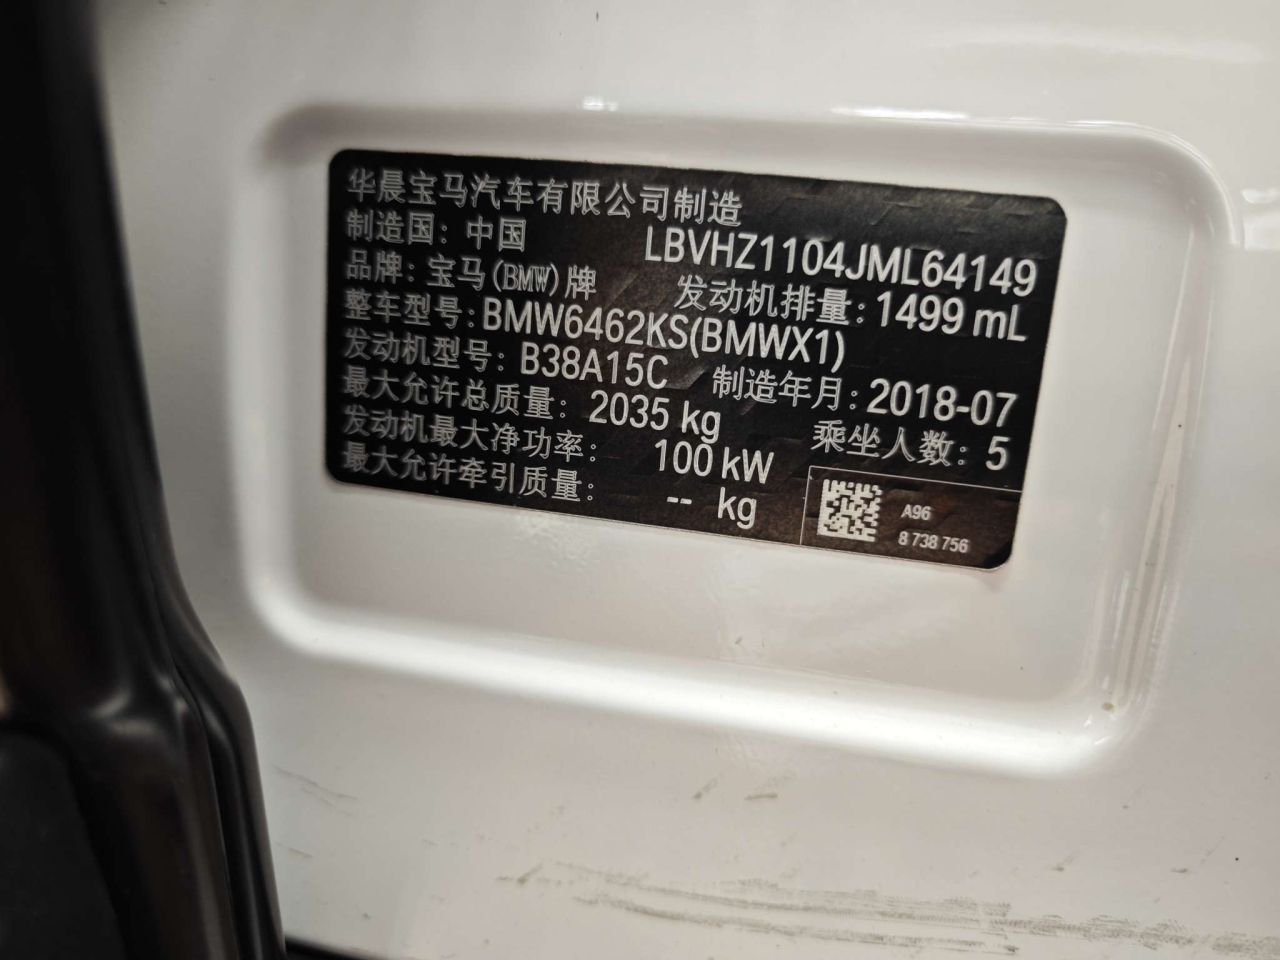 华晨宝马汽车有限公司制造
制造国: 中国 LBVHZ1104JML64149
品牌: 宝马(BMW)牌 发动机排量: 1499 mL
整车型号: BMW6462KS(BMWX1)
发动机型号: B38A15C 制造年月: 2018-07
最大允许总质量: 2035 kg 乘坐人数: 5
发动机最大净功率: 100 kW
最大允许牵引质量: -- kg
A96
8 738 756